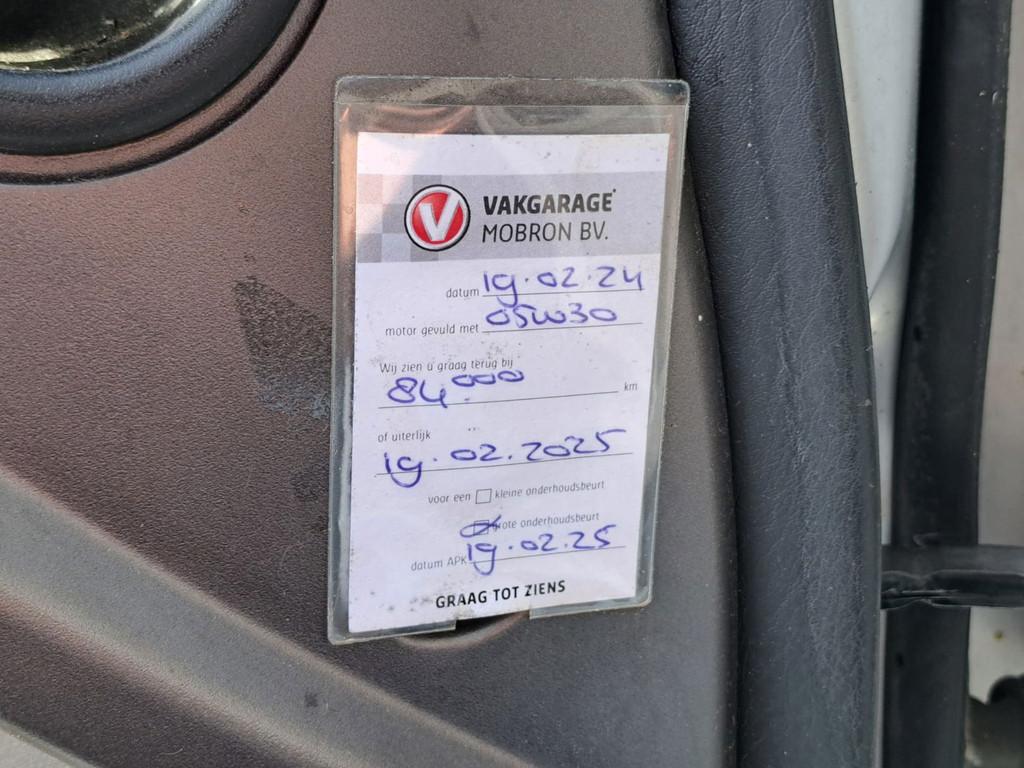 V VAKGARAGE
MOBRON BV.
datum 19.02.24
motor gevuld met 05W30
Wij zien u graag terug bij
84.000 km
of uiterlijk
19.02.2025
voor een kleine onderhoudsbeurt
grote onderhoudsbeurt
datum APK 19.02.25
GRAAG TOT ZIENS